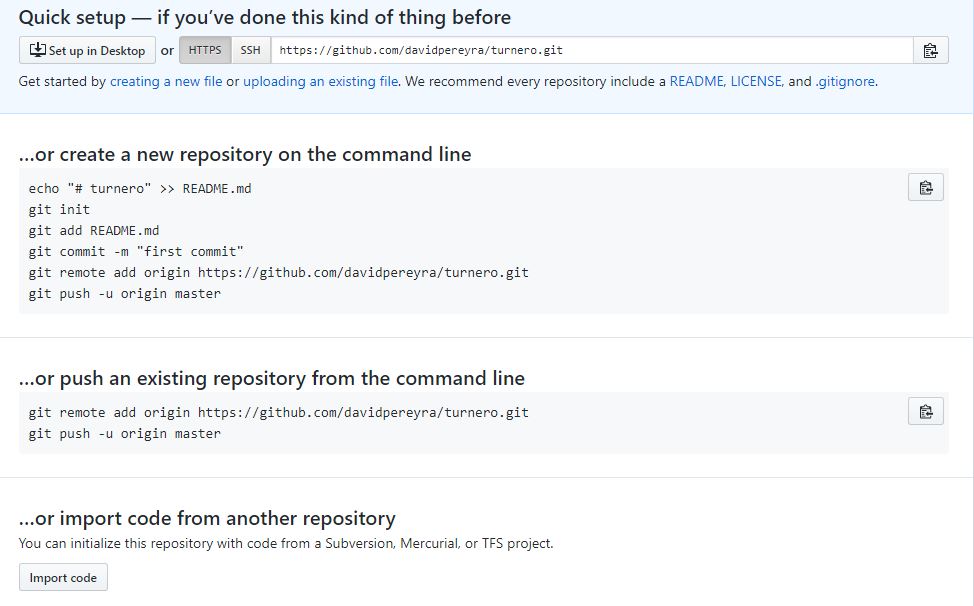 Quick setup — if you’ve done this kind of thing before
Set up in Desktop or HTTPS SSH https://github.com/davidpereyra/turnero.git
Get started by creating a new file or uploading an existing file. We recommend every repository include a README, LICENSE, and .gitignore.
…or create a new repository on the command line
echo "# turnero" >> README.md
git init
git add README.md
git commit -m "first commit"
git remote add origin https://github.com/davidpereyra/turnero.git
git push -u origin master
…or push an existing repository from the command line
git remote add origin https://github.com/davidpereyra/turnero.git
git push -u origin master
…or import code from another repository
You can initialize this repository with code from a Subversion, Mercurial, or TFS project.
Import code